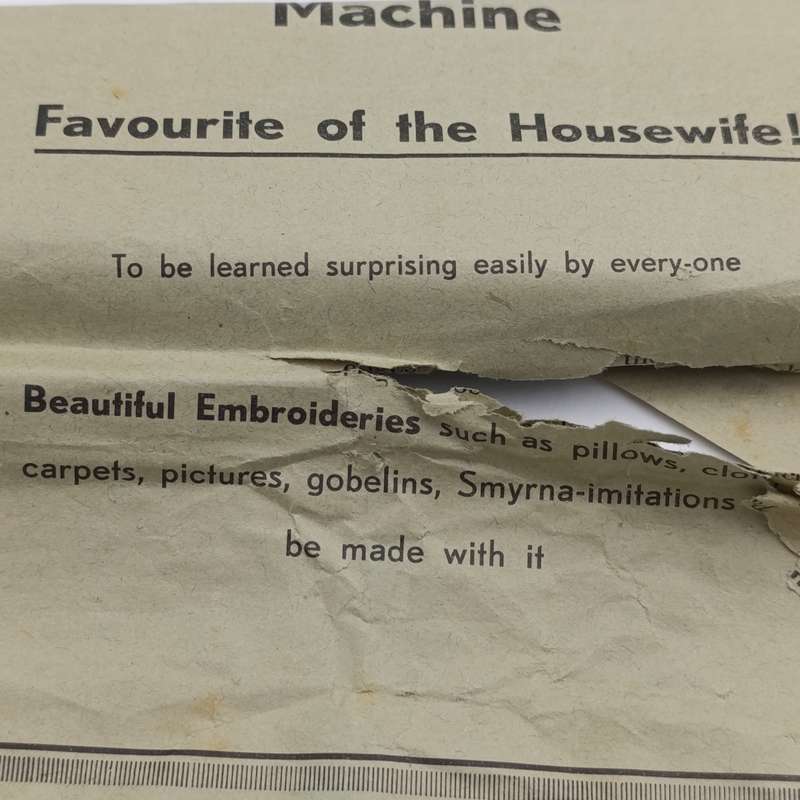 Machine
Favourite of the Housewife!
To be learned surprising easily by every-one
Beautiful Embroideries such as pillows,
carpets, pictures, gobelins, Smyrna-imitations
be made with it